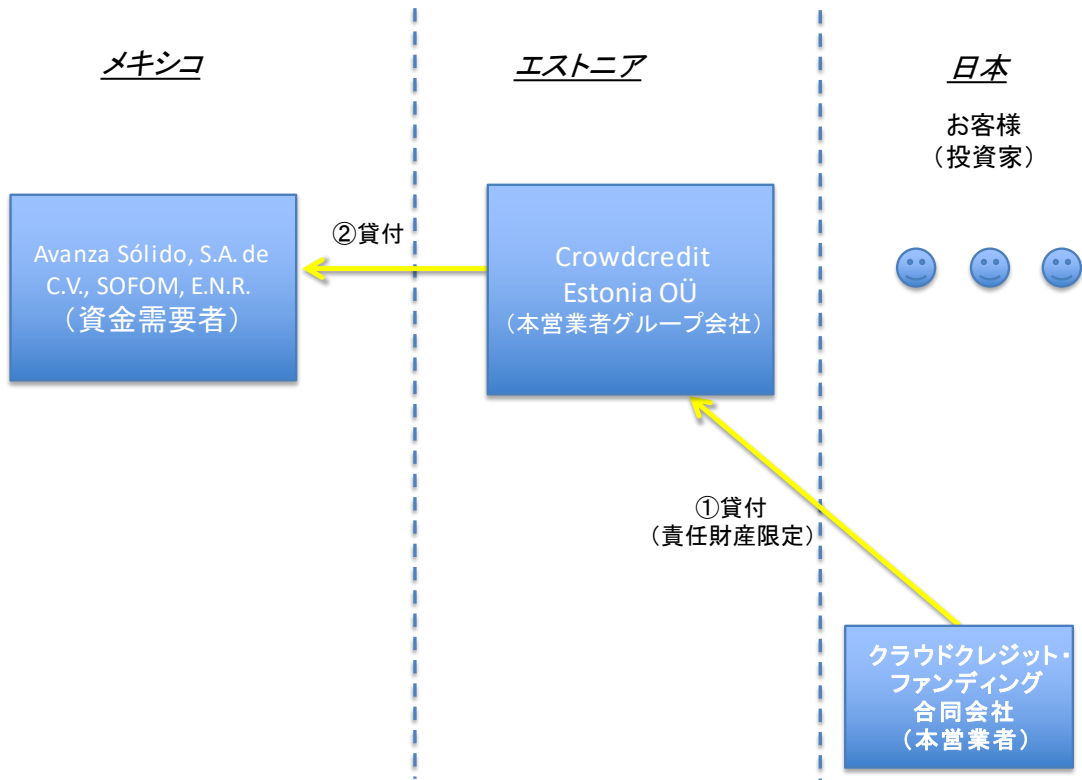 メキシコ
エストニア
日本
お客様
（投資家）
Avanza Sólido, S.A. de
C.V., SOFOM, E.N.R.
（資金需要者）
②貸付
Crowdcredit
Estonia OÜ
（本営業者グループ会社）
①貸付
（責任財産限定）
クラウドクレジット・
ファンディング
合同会社
（本営業者）